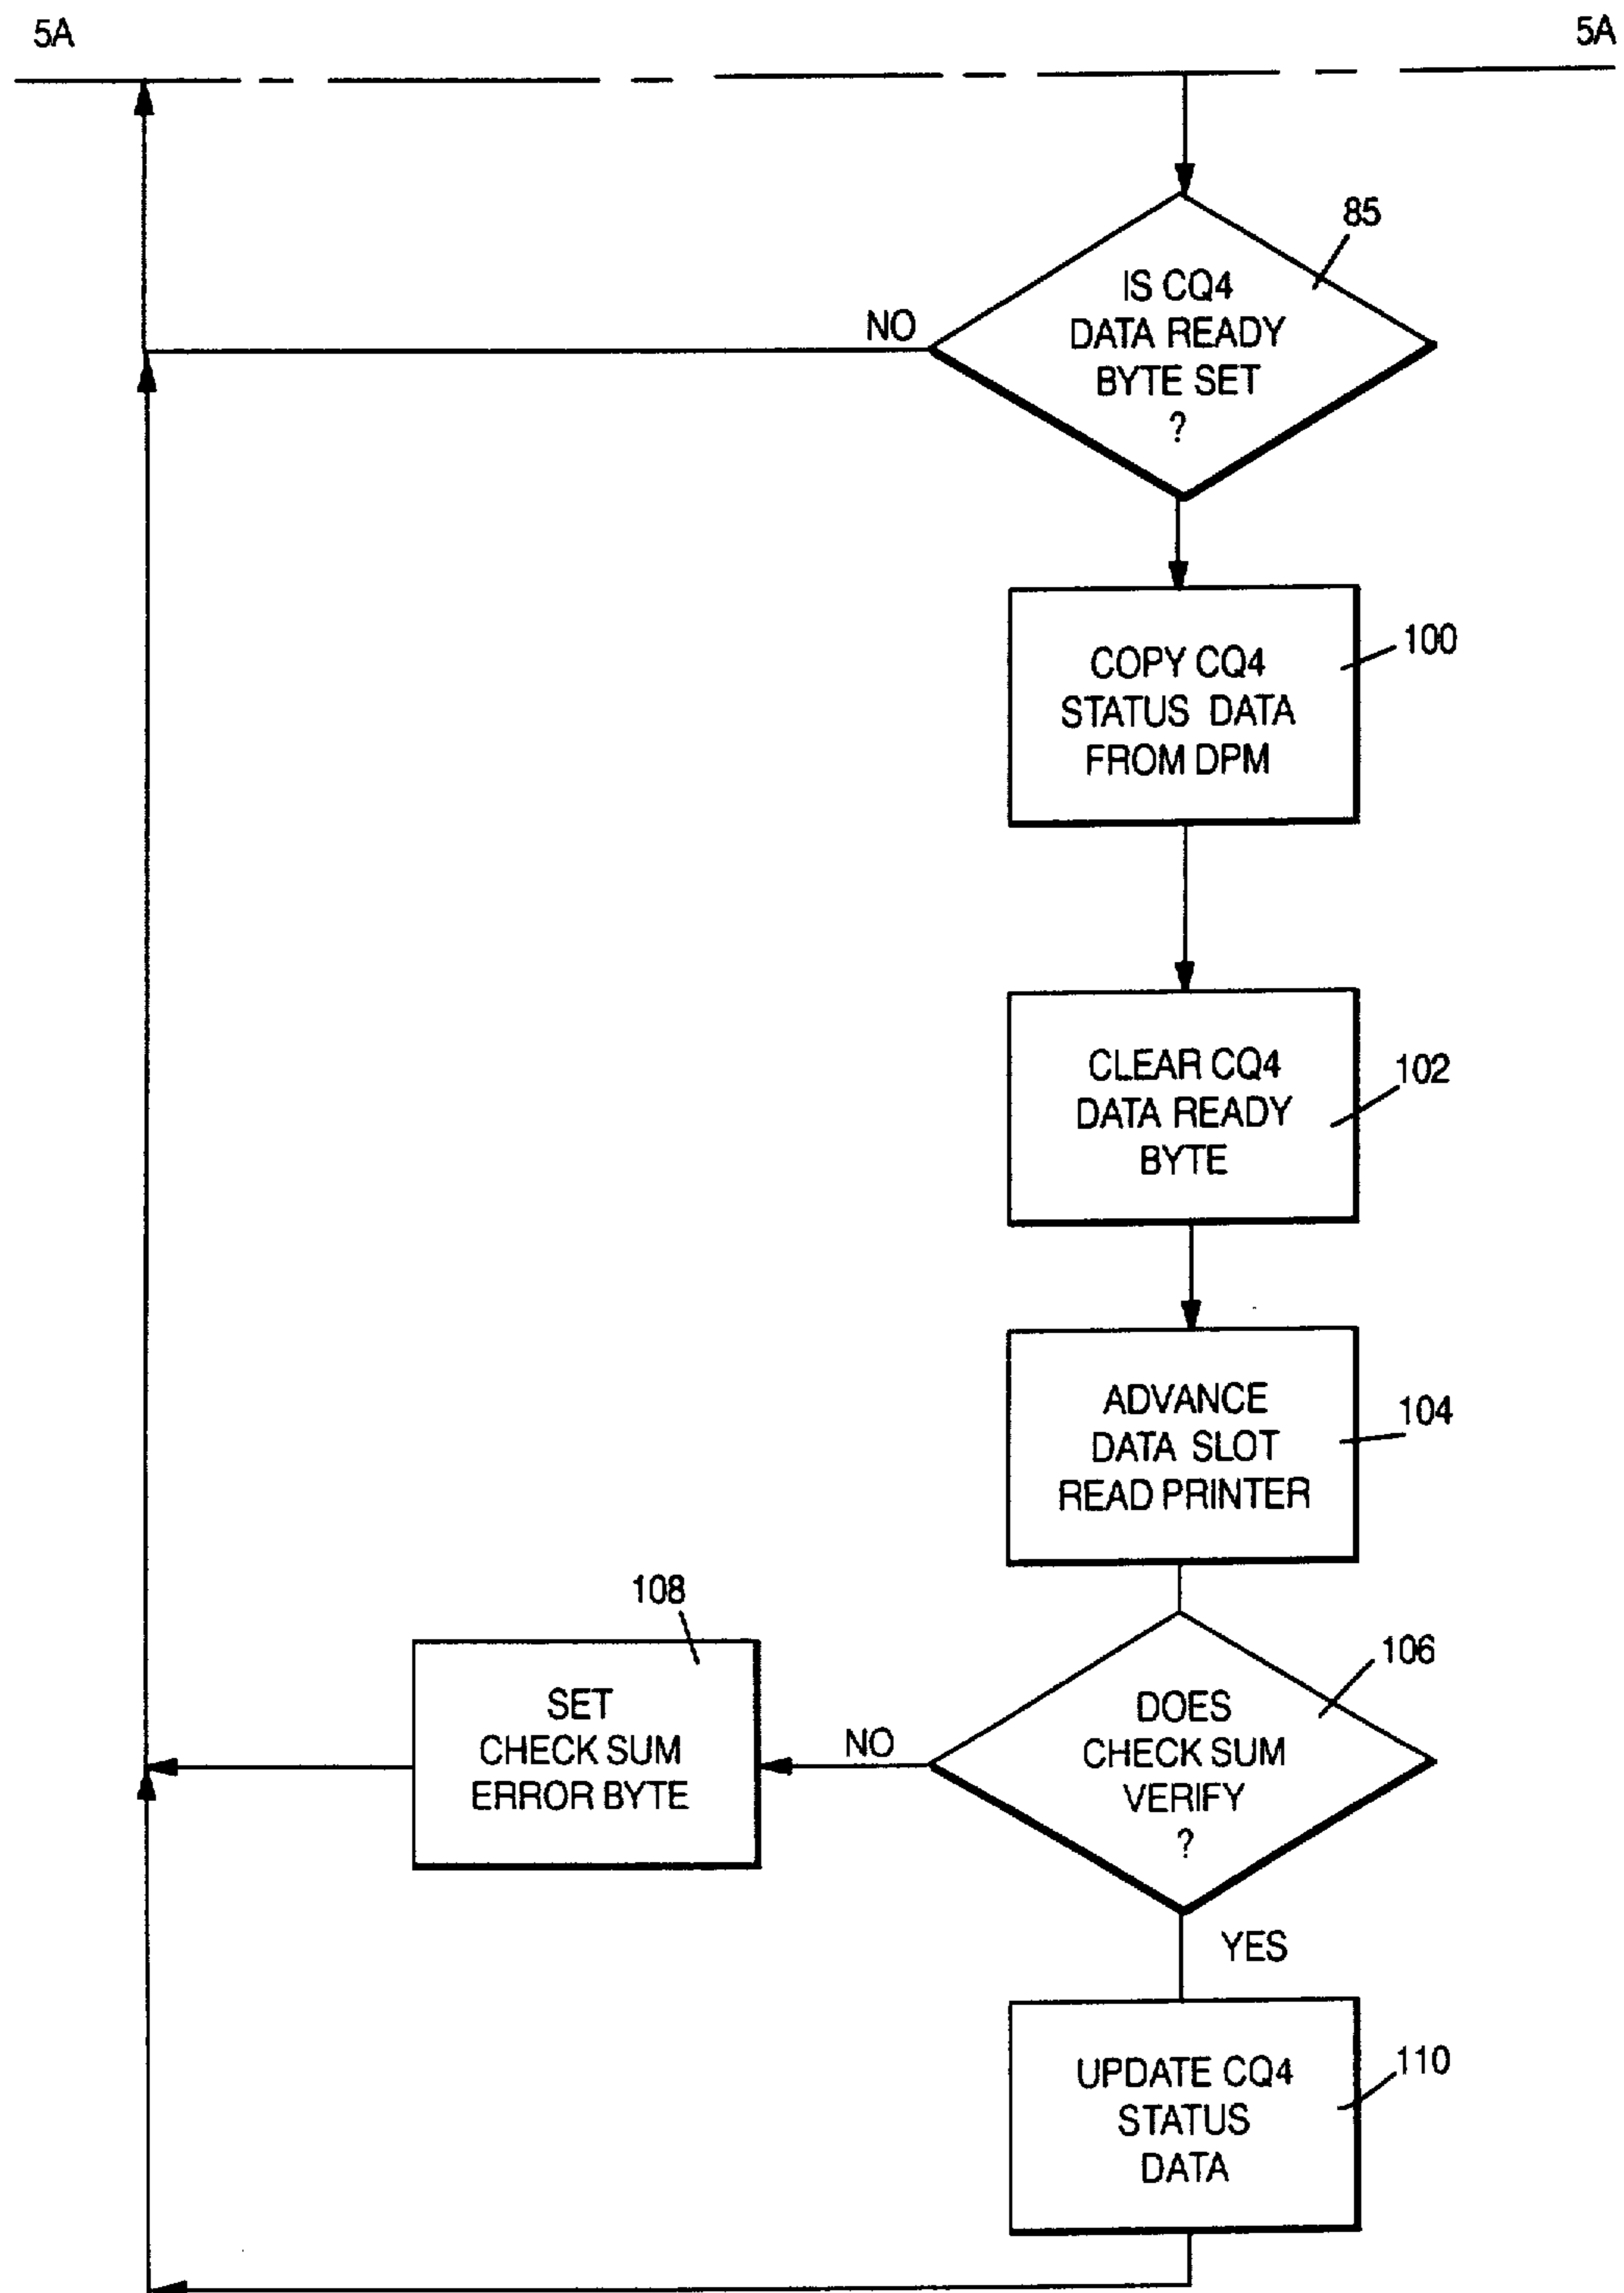 5A
5A
85
IS CQ4
DATA READY
BYTE SET
?
NO
100
COPY CQ4
STATUS DATA
FROM DPM
102
CLEAR CQ4
DATA READY
BYTE
104
ADVANCE
DATA SLOT
READ PRINTER
108
SET
CHECK SUM
ERROR BYTE
NO
106
DOES
CHECK SUM
VERIFY
?
YES
110
UPDATE CQ4
STATUS
DATA